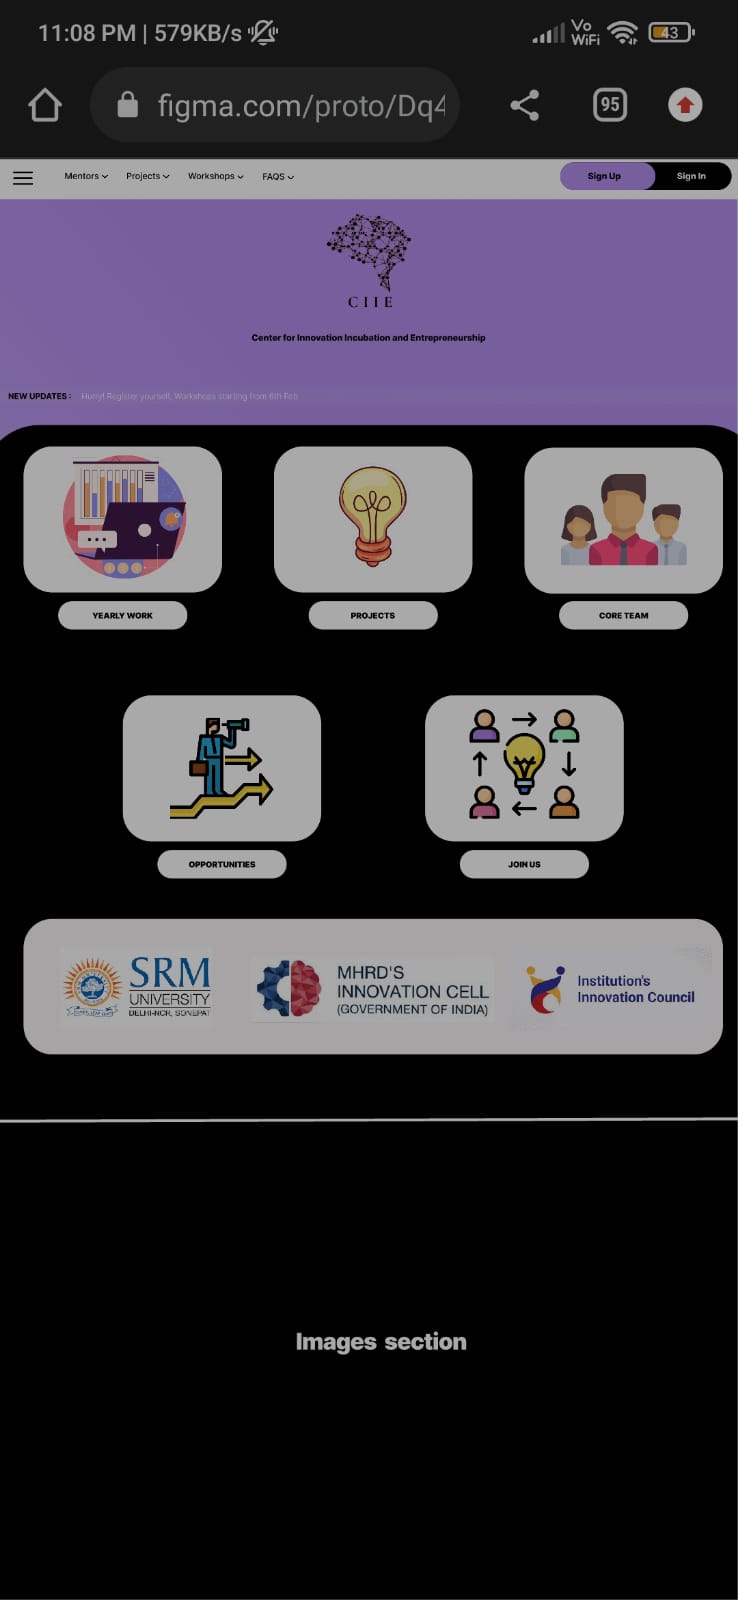 11:08 PM | 579KB/s
Vo
WiFi
43
figma.com/proto/Dq4
95
Mentors
Projects
Workshops
FAQS
Sign Up
Sign In
CIIE
Center for Innovation Incubation and Entrepreneurship
NEW UPDATES :
Hurry! Register yourself, Workshops starting from 6th Feb
YEARLY WORK
PROJECTS
CORE TEAM
OPPORTUNITIES
JOIN US
SRM
UNIVERSITY
DELHI-NCR, SONEPAT
MHRD'S
INNOVATION CELL
(GOVERNMENT OF INDIA)
Institution's
Innovation Council
Images section